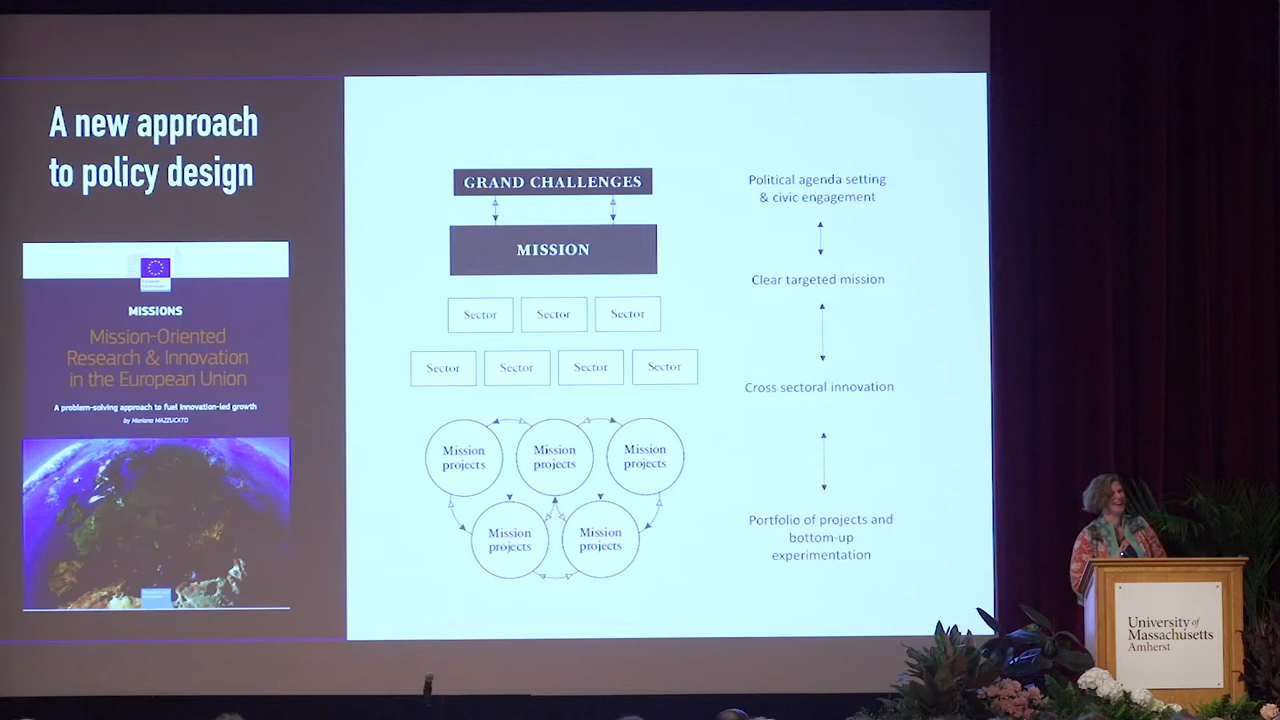 A new approach
to policy design
MISSIONS
Mission-Oriented
Research & Innovation
in the European Union
A problem-solving approach to fuel innovation-led growth
by Mariana MAZZUCATO
GRAND CHALLENGES
MISSION
Sector
Sector
Sector
Sector
Sector
Sector
Sector
Mission
projects
Mission
projects
Mission
projects
Mission
projects
Mission
projects
Political agenda setting
& civic engagement
Clear targeted mission
Cross sectoral innovation
Portfolio of projects and
bottom-up
experimentation
University of
Massachusetts
Amherst